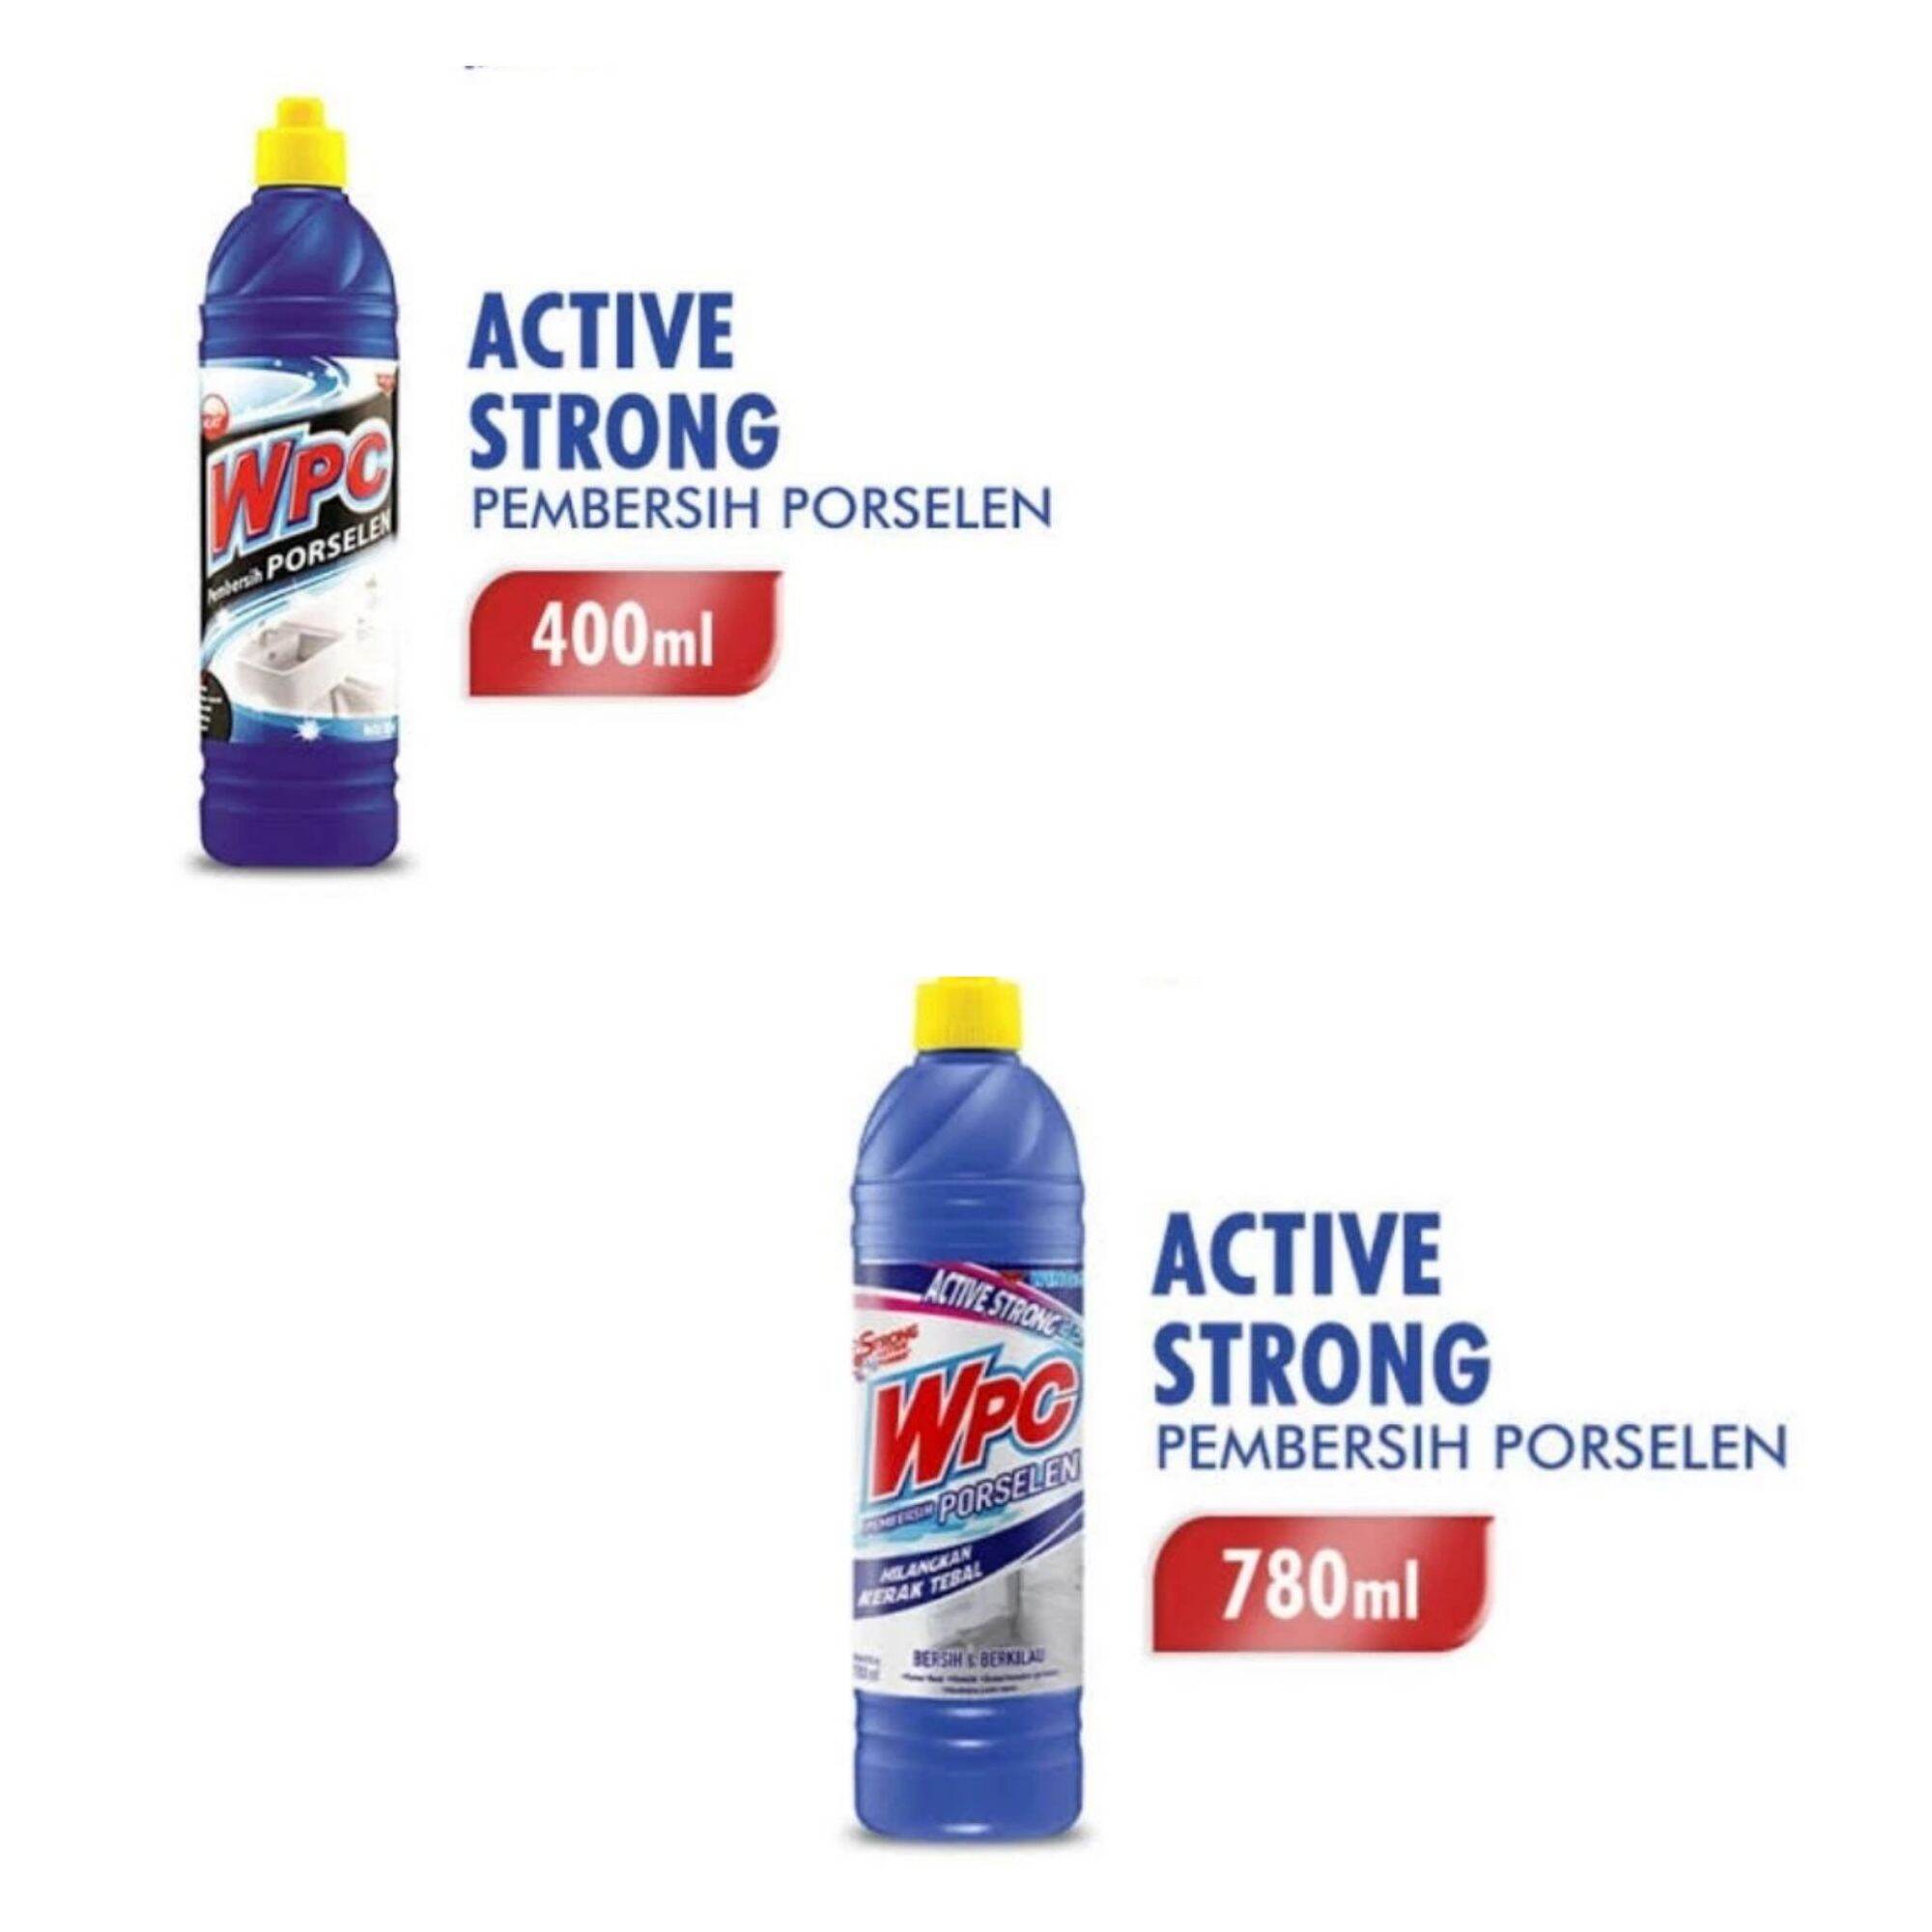 WPC
Pembersih PORSELEN
ACTIVE
STRONG
PEMBERSIH PORSELEN
400ml
ACTIVE STRONG
STRONG
WPC
PEMBERSIH PORSELEN
HILANGKAN
KERAK TEBAL
BERSIH & BERKILAU
ACTIVE
STRONG
PEMBERSIH PORSELEN
780ml